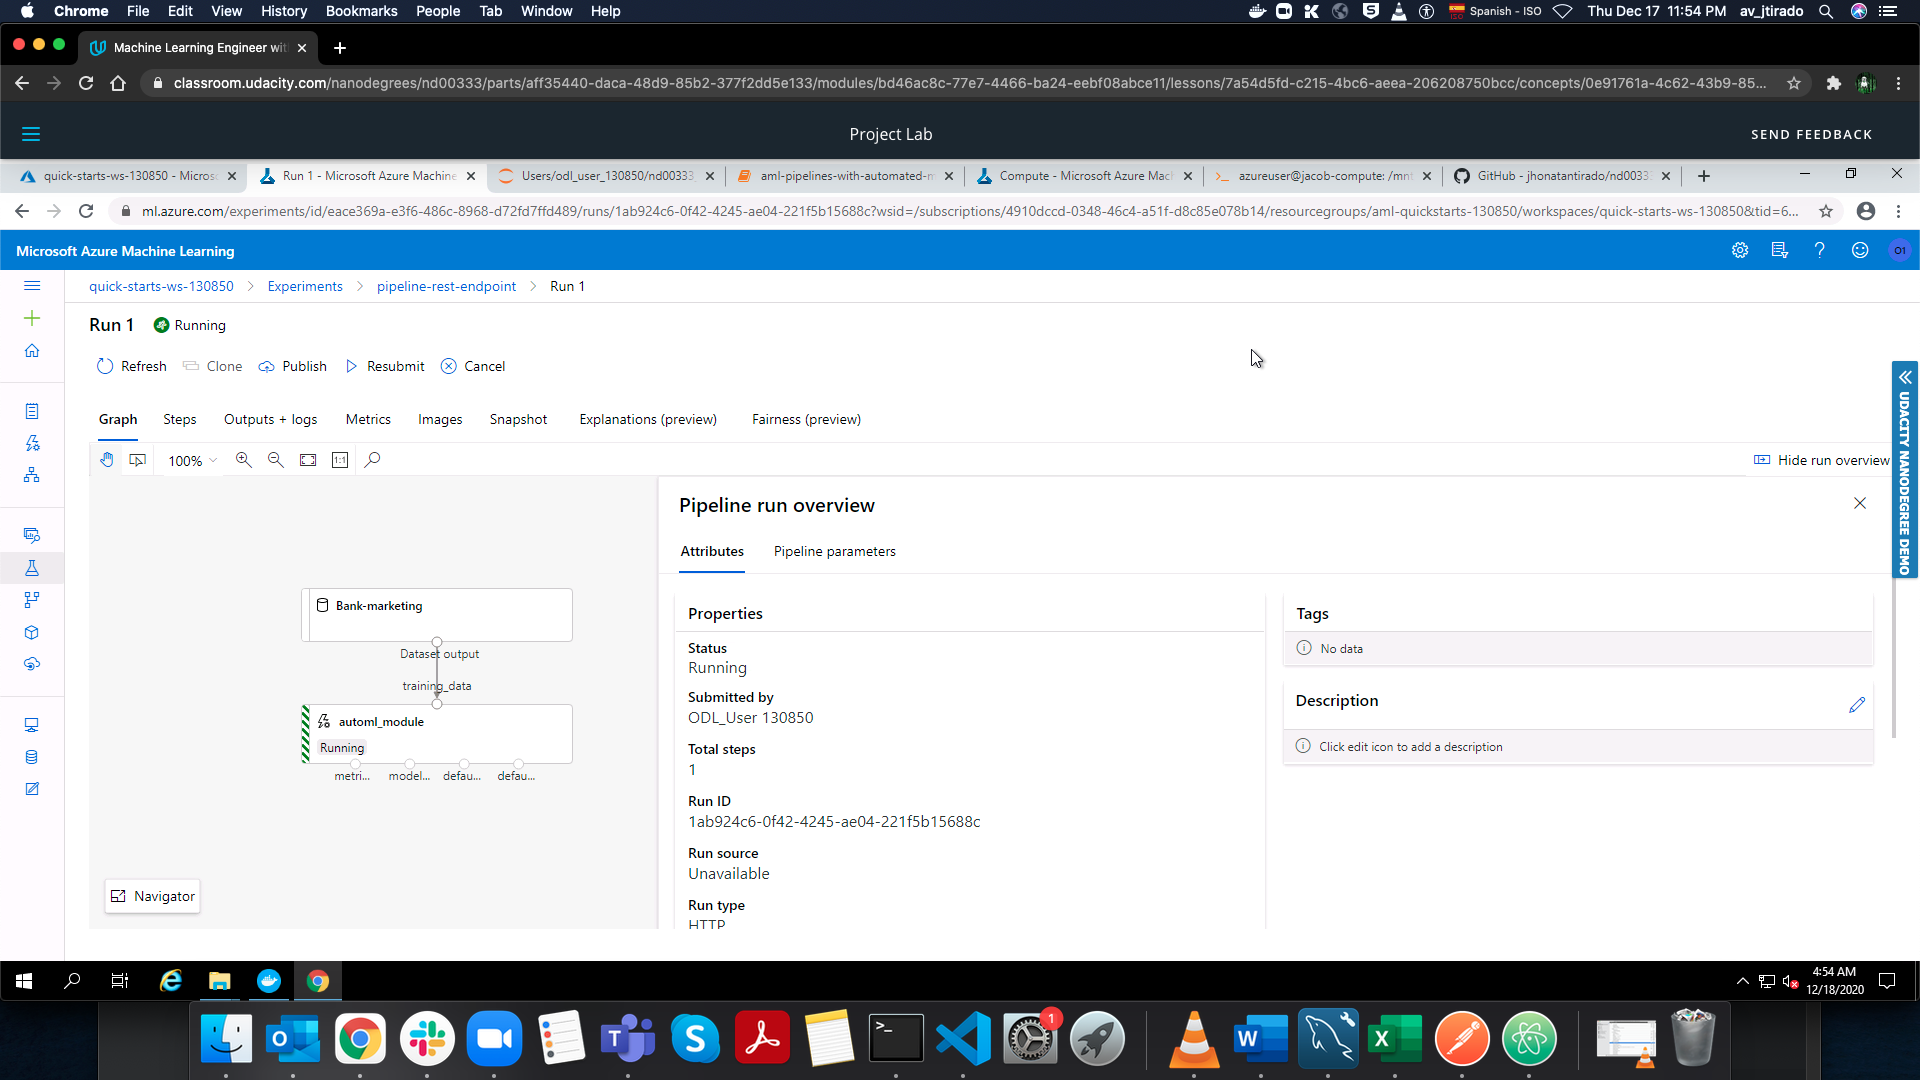 Chrome File Edit View History Bookmarks People Tab Window Help
Spanish - ISO Thu Dec 17 11:54 PM av_jtirado
Machine Learning Engineer wit
classroom.udacity.com/nanodegrees/nd00333/parts/aff35440-daca-48d9-85b2-377f2dd5e133/modules/bd46ac8c-77e7-4466-ba24-eebf08abce11/lessons/7a54d5fd-c215-4bc6-aeea-206208750bcc/concepts/0e91761a-4c62-43b9-85...
Project Lab
SEND FEEDBACK
quick-starts-ws-130850 - Micros
Run 1 - Microsoft Azure Machine
Users/odl_user_130850/nd00333
aml-pipelines-with-automated-m
Compute - Microsoft Azure Mach
azureuser@jacob-compute: /mnt
GitHub - jhonatantirado/nd00333
ml.azure.com/experiments/id/eace369a-e3f6-486c-8968-d72fd7ffd489/runs/1ab924c6-0f42-4245-ae04-221f5b15688c?wsid=/subscriptions/4910dccd-0348-46c4-a51f-d8c85e078b14/resourcegroups/aml-quickstarts-130850/workspaces/quick-starts-ws-130850&tid=6...
Microsoft Azure Machine Learning
O1
quick-starts-ws-130850 > Experiments > pipeline-rest-endpoint > Run 1
Run 1 Running
Refresh Clone Publish Resubmit Cancel
Graph Steps Outputs + logs Metrics Images Snapshot Explanations (preview) Fairness (preview)
100% 1:1 Hide run overview
UDACITY NANODEGREE DEMO
Bank-marketing
Dataset output
training_data
automl_module
Running
metri... model... defau... defau...
Navigator
Pipeline run overview
Attributes Pipeline parameters
Properties
Status
Running
Submitted by
ODL_User 130850
Total steps
1
Run ID
1ab924c6-0f42-4245-ae04-221f5b15688c
Run source
Unavailable
Run type
HTTP
Tags
No data
Description
Click edit icon to add a description
4:54 AM
12/18/2020
1